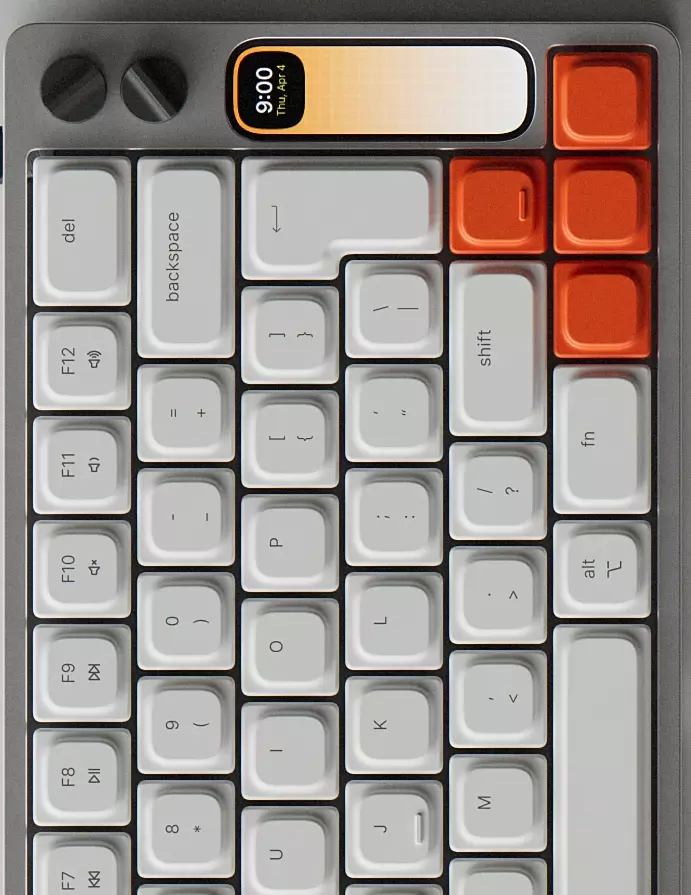 9:00
Thu, Apr 4
F7
F8
F9
F10
F11
F12
del
8 *
9 (
0 )
- _
= +
backspace
U
I
O
P
[ {
] }
J
K
L
; :
' "
\ |
M
, <
. >
/ ?
shift
alt
fn